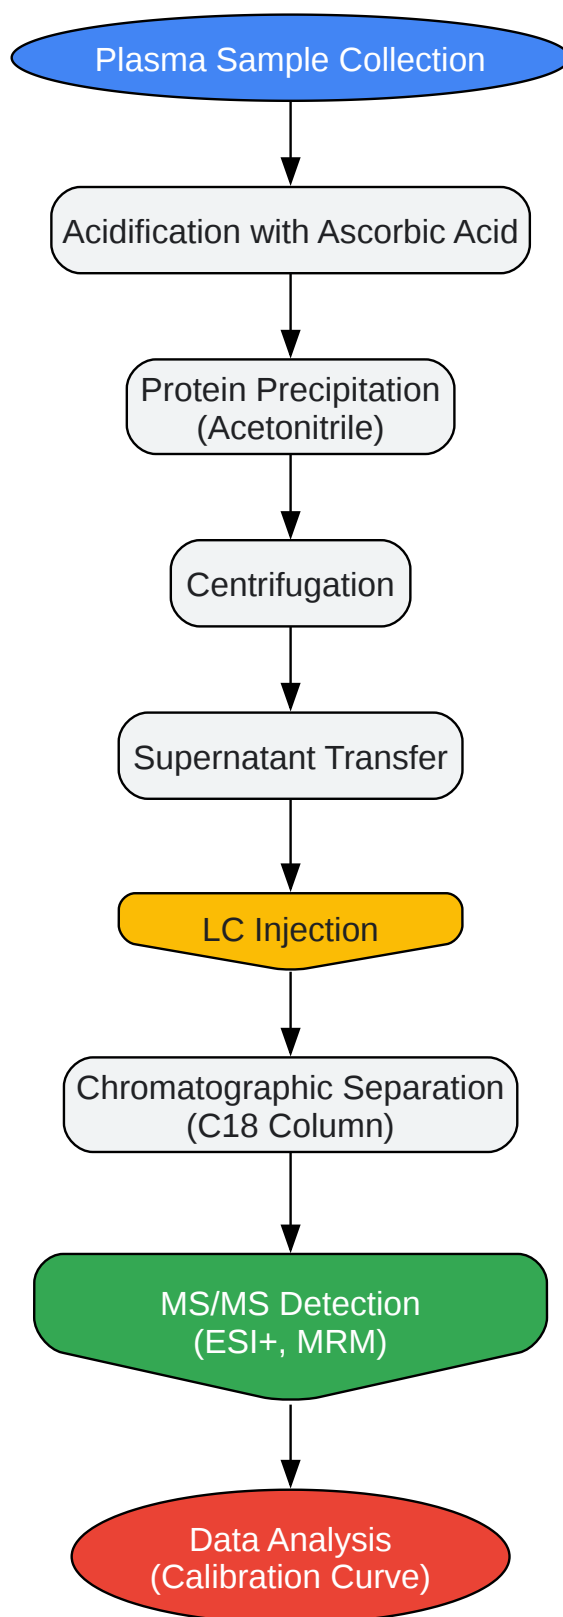 Plasma Sample Collection
Acidification with Ascorbic Acid
Protein Precipitation
(Acetonitrile)
Centrifugation
Supernatant Transfer
LC Injection
Chromatographic Separation
(C18 Column)
MS/MS Detection
(ESI+, MRM)
Data Analysis
(Calibration Curve)